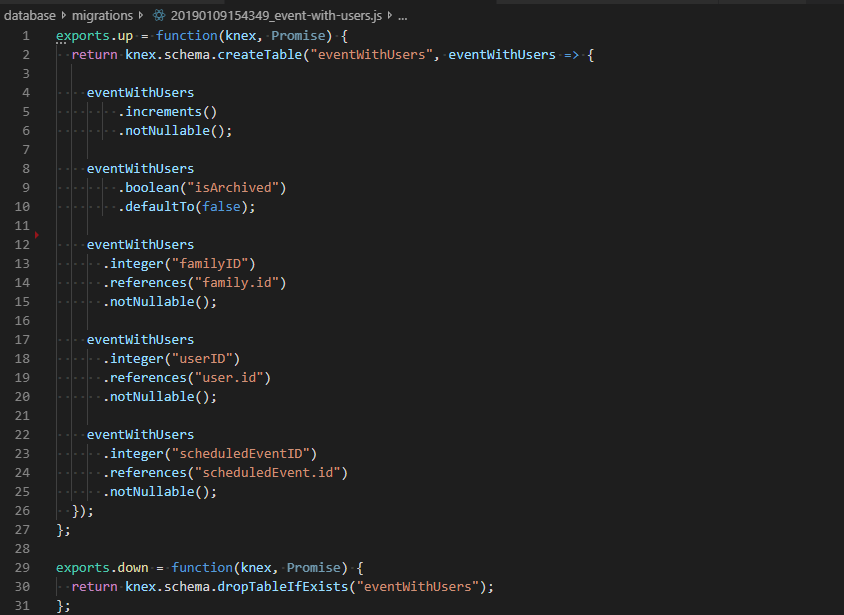 database › migrations › 20190109154349_event-with-users.js › ...
1 exports.up = function(knex, Promise) {
2   return knex.schema.createTable("eventWithUsers", eventWithUsers => {
3
4     eventWithUsers
5         .increments()
6         .notNullable();
7
8     eventWithUsers
9         .boolean("isArchived")
10         .defaultTo(false);
11
12     eventWithUsers
13       .integer("familyID")
14       .references("family.id")
15       .notNullable();
16
17     eventWithUsers
18       .integer("userID")
19       .references("user.id")
20       .notNullable();
21
22     eventWithUsers
23       .integer("scheduledEventID")
24       .references("scheduledEvent.id")
25       .notNullable();
26   });
27 };
28
29 exports.down = function(knex, Promise) {
30   return knex.schema.dropTableIfExists("eventWithUsers");
31 };